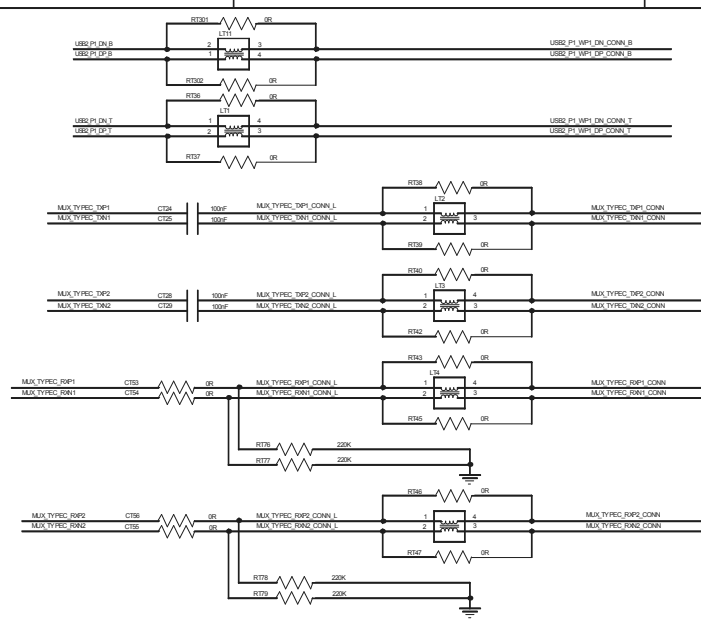 RT301 0R
LT11
USB2_P1_DN_B 2 3 USB2_P1_WP1_DN_CONN_B
USB2_P1_DP_B 1 4 USB2_P1_WP1_DP_CONN_B
RT302 0R
RT36 0R
LT1
USB2_P1_DN_T 1 4 USB2_P1_WP1_DN_CONN_T
USB2_P1_DP_T 2 3 USB2_P1_WP1_DP_CONN_T
RT37 0R
RT38 0R
LT2
MUX_TYPEC_TXP1 CT24 100nF MUX_TYPEC_TXP1_CONN_L 1 4 MUX_TYPEC_TXP1_CONN
MUX_TYPEC_TXN1 CT25 100nF MUX_TYPEC_TXN1_CONN_L 2 3 MUX_TYPEC_TXN1_CONN
RT39 0R
RT40 0R
LT3
MUX_TYPEC_TXP2 CT28 100nF MUX_TYPEC_TXP2_CONN_L 1 4 MUX_TYPEC_TXP2_CONN
MUX_TYPEC_TXN2 CT29 100nF MUX_TYPEC_TXN2_CONN_L 2 3 MUX_TYPEC_TXN2_CONN
RT42 0R
RT43 0R
LT4
MUX_TYPEC_RXP1 CT53 0R MUX_TYPEC_RXP1_CONN_L 1 4 MUX_TYPEC_RXP1_CONN
MUX_TYPEC_RXN1 CT54 0R MUX_TYPEC_RXN1_CONN_L 2 3 MUX_TYPEC_RXN1_CONN
RT45 0R
RT76 220K
RT77 220K
RT46 0R
MUX_TYPEC_RXP2 CT56 0R MUX_TYPEC_RXP2_CONN_L 1 4 MUX_TYPEC_RXP2_CONN
MUX_TYPEC_RXN2 CT55 0R MUX_TYPEC_RXN2_CONN_L 2 3 MUX_TYPEC_RXN2_CONN
RT47 0R
RT78 220K
RT79 220K